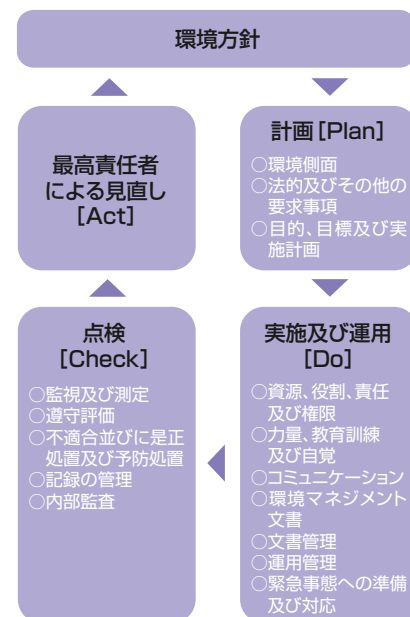 環境方針
最高責任者
による見直し
[Act]
計画[Plan]
○環境側面
○法的及びその他の
要求事項
○目的、目標及び実
施計画
点検
[Check]
○監視及び測定
○遵守評価
○不適合並びに是正
処置及び予防処置
○記録の管理
○内部監査
実施及び運用
[Do]
○資源、役割、責任
及び権限
○力量、教育訓練
及び自覚
○コミュニケーション
○環境マネジメント
文書
○文書管理
○運用管理
○緊急事態への準備
及び対応